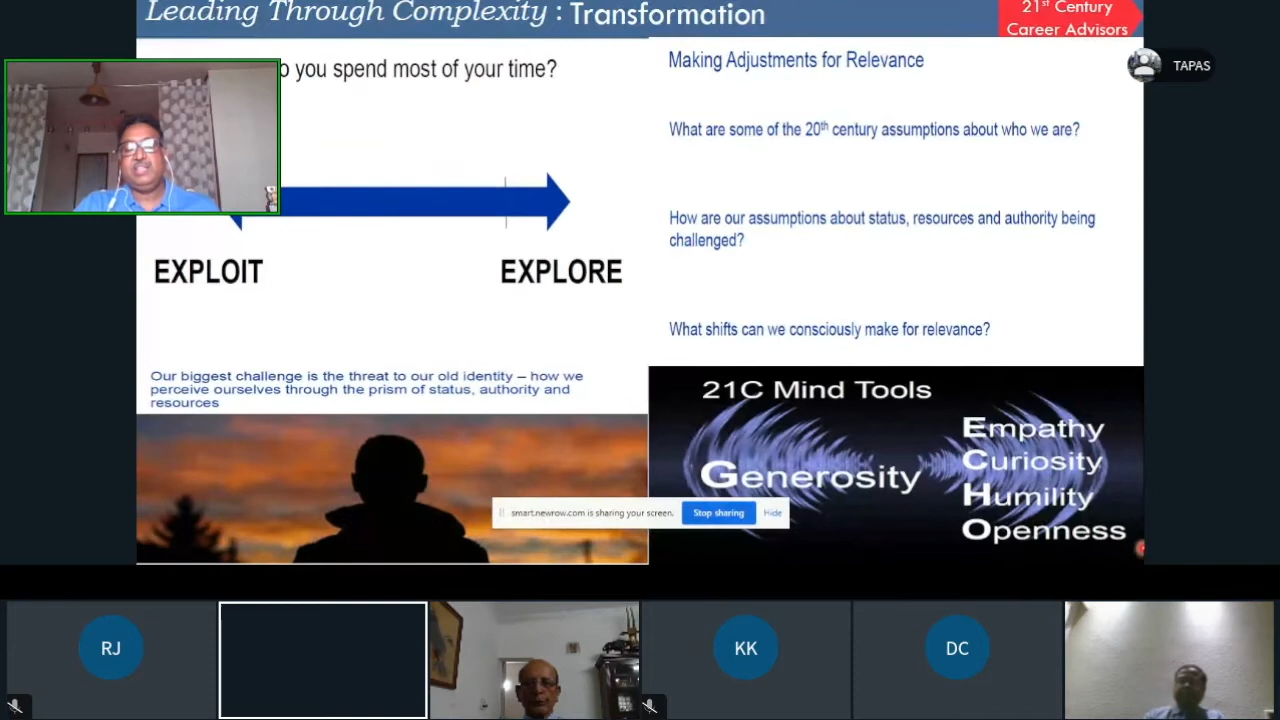 Leading Through Complexity : Transformation
21st Century
Career Advisors
TAPAS
o you spend most of your time?
EXPLOIT
EXPLORE
Our biggest challenge is the threat to our old identity – how we
perceive ourselves through the prism of status, authority and
resources
Making Adjustments for Relevance
What are some of the 20th century assumptions about who we are?
How are our assumptions about status, resources and authority being
challenged?
What shifts can we consciously make for relevance?
21C Mind Tools
Generosity
Empathy
Curiosity
Humility
Openness
smart.newrow.com is sharing your screen.
Stop sharing
Hide
RJ
KK
DC